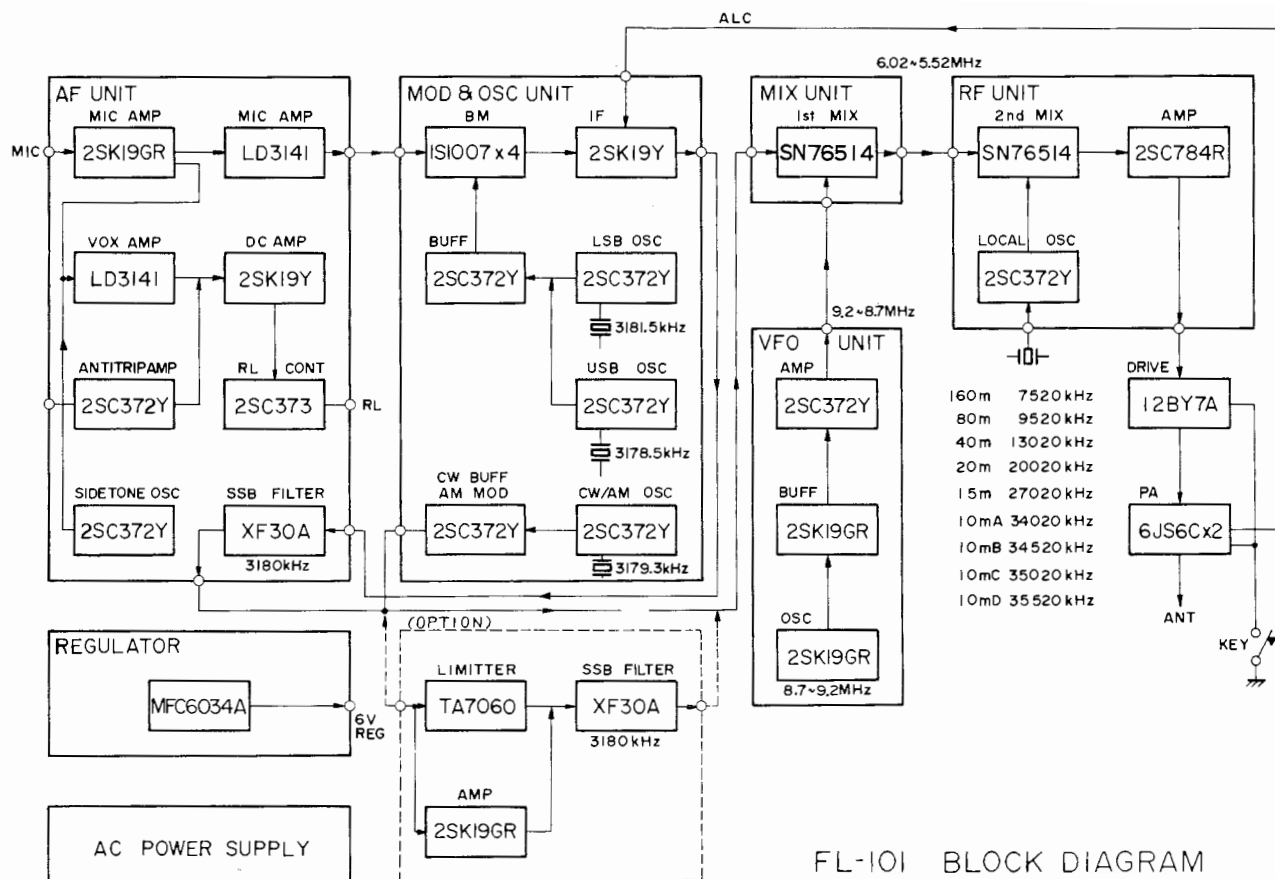 ALC
6.02~5.52MHz
AF UNIT
MIC AMP
MIC AMP
MIC
2SK19GR
LD3141
VOX AMP
DC AMP
LD3141
2SK19Y
ANTITRIPAMP
RL CONT
2SC372Y
2SC373
RL
SIDETONE OSC
SSB FILTER
2SC372Y
XF30A
3180kHz
MOD & OSC UNIT
BM
IF
1S1007x4
2SK19Y
BUFF
LSB OSC
2SC372Y
2SC372Y
3181.5kHz
USB OSC
2SC372Y
3178.5kHz
CW BUFF
AM MOD
CW/AM OSC
2SC372Y
2SC372Y
3179.3kHz
MIX UNIT
1st MIX
SN76514
9.2~8.7MHz
VFO UNIT
AMP
2SC372Y
BUFF
2SK19GR
OSC
2SK19GR
8.7~9.2MHz
RF UNIT
2nd MIX
AMP
SN76514
2SC784R
LOCAL OSC
2SC372Y
160m 7520kHz
80m 9520kHz
40m 13020kHz
20m 20020kHz
15m 27020kHz
10mA 34020kHz
10mB 34520kHz
10mC 35020kHz
10mD 35520kHz
DRIVE
12BY7A
PA
6JS6Cx2
ANT
KEY
REGULATOR
MFC6034A
6V
REG
(OPTION)
LIMITTER
SSB FILTER
TA7060
XF30A
3180kHz
AMP
2SK19GR
AC POWER SUPPLY
FL-101 BLOCK DIAGRAM